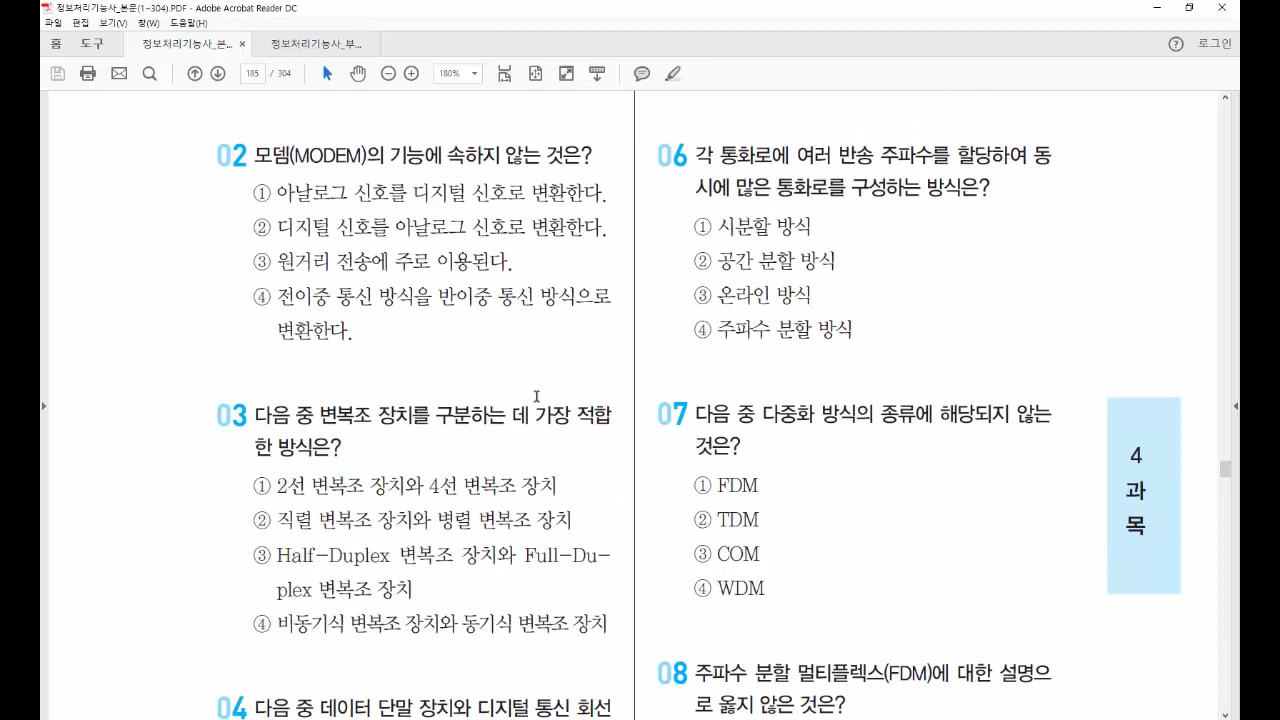 정보처리기능사_본문(1~304).PDF - Adobe Acrobat Reader DC
파일 편집 보기(V) 창(W) 도움말(H)
홈 도구 정보처리기능사_본... × 정보처리기능사_부... 로그인
185 / 304 180%
02 모뎀(MODEM)의 기능에 속하지 않는 것은?
① 아날로그 신호를 디지털 신호로 변환한다.
② 디지털 신호를 아날로그 신호로 변환한다.
③ 원거리 전송에 주로 이용된다.
④ 전이중 통신 방식을 반이중 통신 방식으로
변환한다.
03 다음 중 변복조 장치를 구분하는 데 가장 적합
한 방식은?
① 2선 변복조 장치와 4선 변복조 장치
② 직렬 변복조 장치와 병렬 변복조 장치
③ Half-Duplex 변복조 장치와 Full-Du-
plex 변복조 장치
④ 비동기식 변복조 장치와 동기식 변복조 장치
04 다음 중 데이터 단말 장치와 디지털 통신 회선
06 각 통화로에 여러 반송 주파수를 할당하여 동
시에 많은 통화로를 구성하는 방식은?
① 시분할 방식
② 공간 분할 방식
③ 온라인 방식
④ 주파수 분할 방식
07 다음 중 다중화 방식의 종류에 해당되지 않는
것은?
① FDM
② TDM
③ COM
④ WDM
08 주파수 분할 멀티플렉스(FDM)에 대한 설명으
로 옳지 않은 것은?
4
과
목